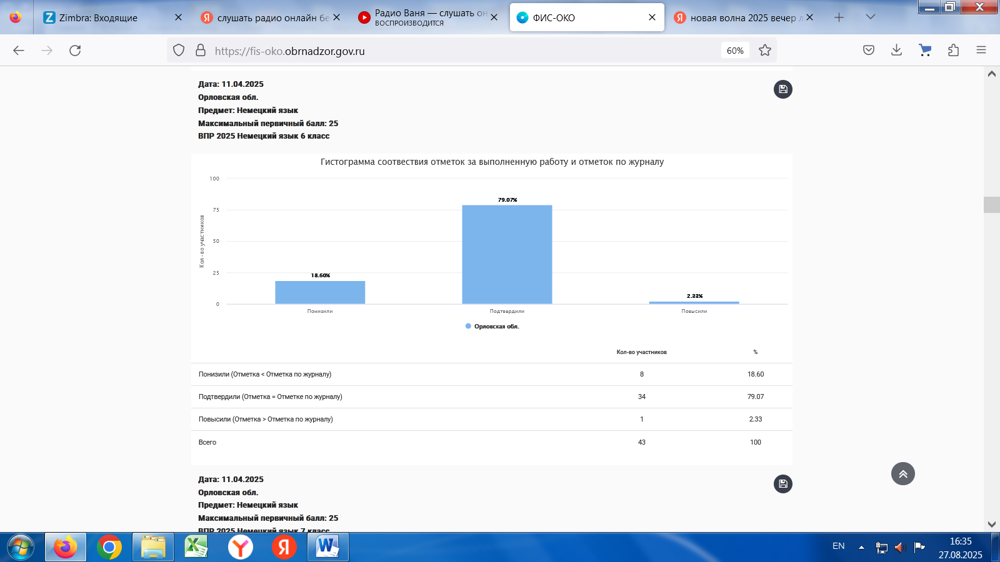 Zimbra: Входящие
слушать радио онлайн бе
Радио Ваня — слушать он
ВОСПРОИЗВОДИТСЯ
ФИС-ОКО
новая волна 2025 вечер л
https://fis-oko.obrnadzor.gov.ru
60%
Дата: 11.04.2025
Орловская обл.
Предмет: Немецкий язык
Максимальный первичный балл: 25
ВПР 2025 Немецкий язык 6 класс
Гистограмма соотвествия отметок за выполненную работу и отметок по журналу
Кол-во участников
100
75
50
25
0
18.60%
79.07%
2.33%
Понизили
Подтвердили
Повысили
Орловская обл.
Кол-во участников %
Понизили (Отметка < Отметка по журналу) 8 18.60
Подтвердили (Отметка = Отметке по журналу) 34 79.07
Повысили (Отметка > Отметка по журналу) 1 2.33
Всего 43 100
Дата: 11.04.2025
Орловская обл.
Предмет: Немецкий язык
Максимальный первичный балл: 25
ВПР 2025 Немецкий язык 7 класс
EN
16:35
27.08.2025